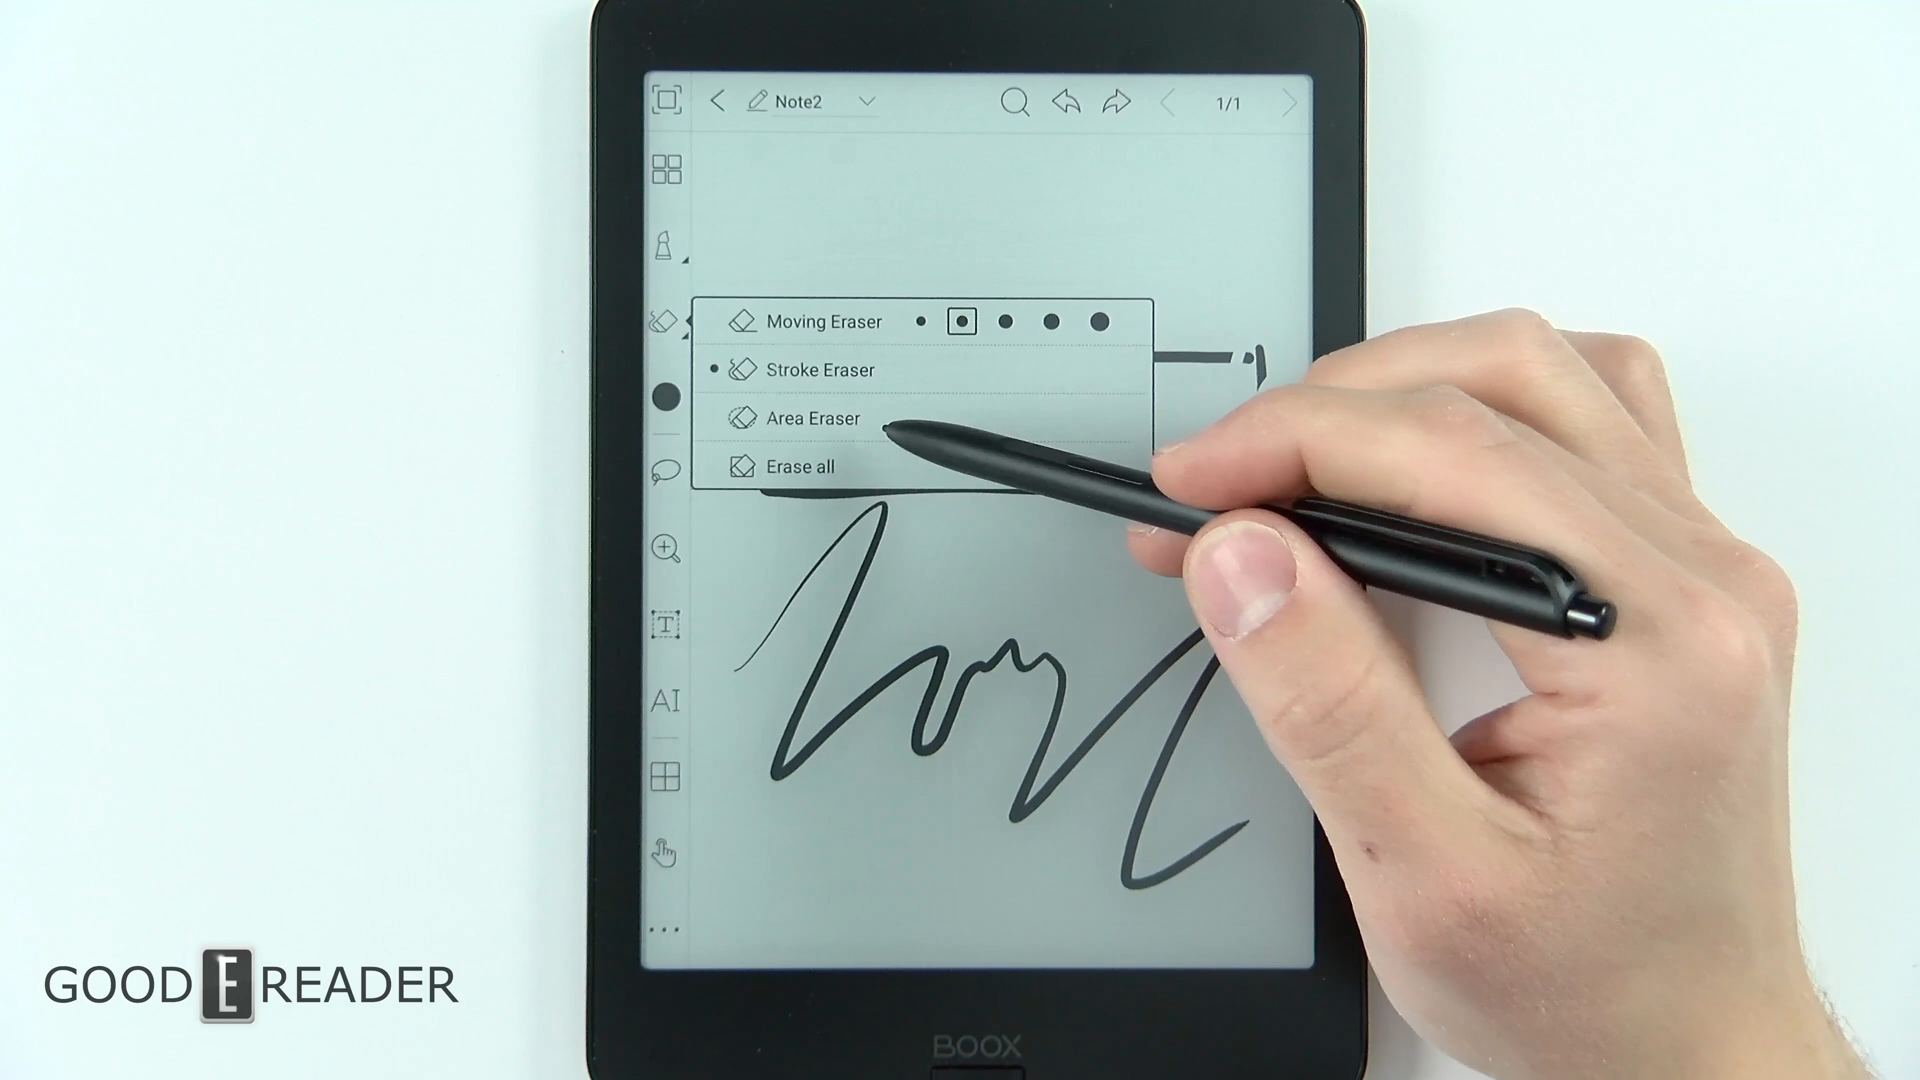 Note2 1/1
Moving Eraser
Stroke Eraser
Area Eraser
Erase all
T
AI
GOOD E READER
BOOX